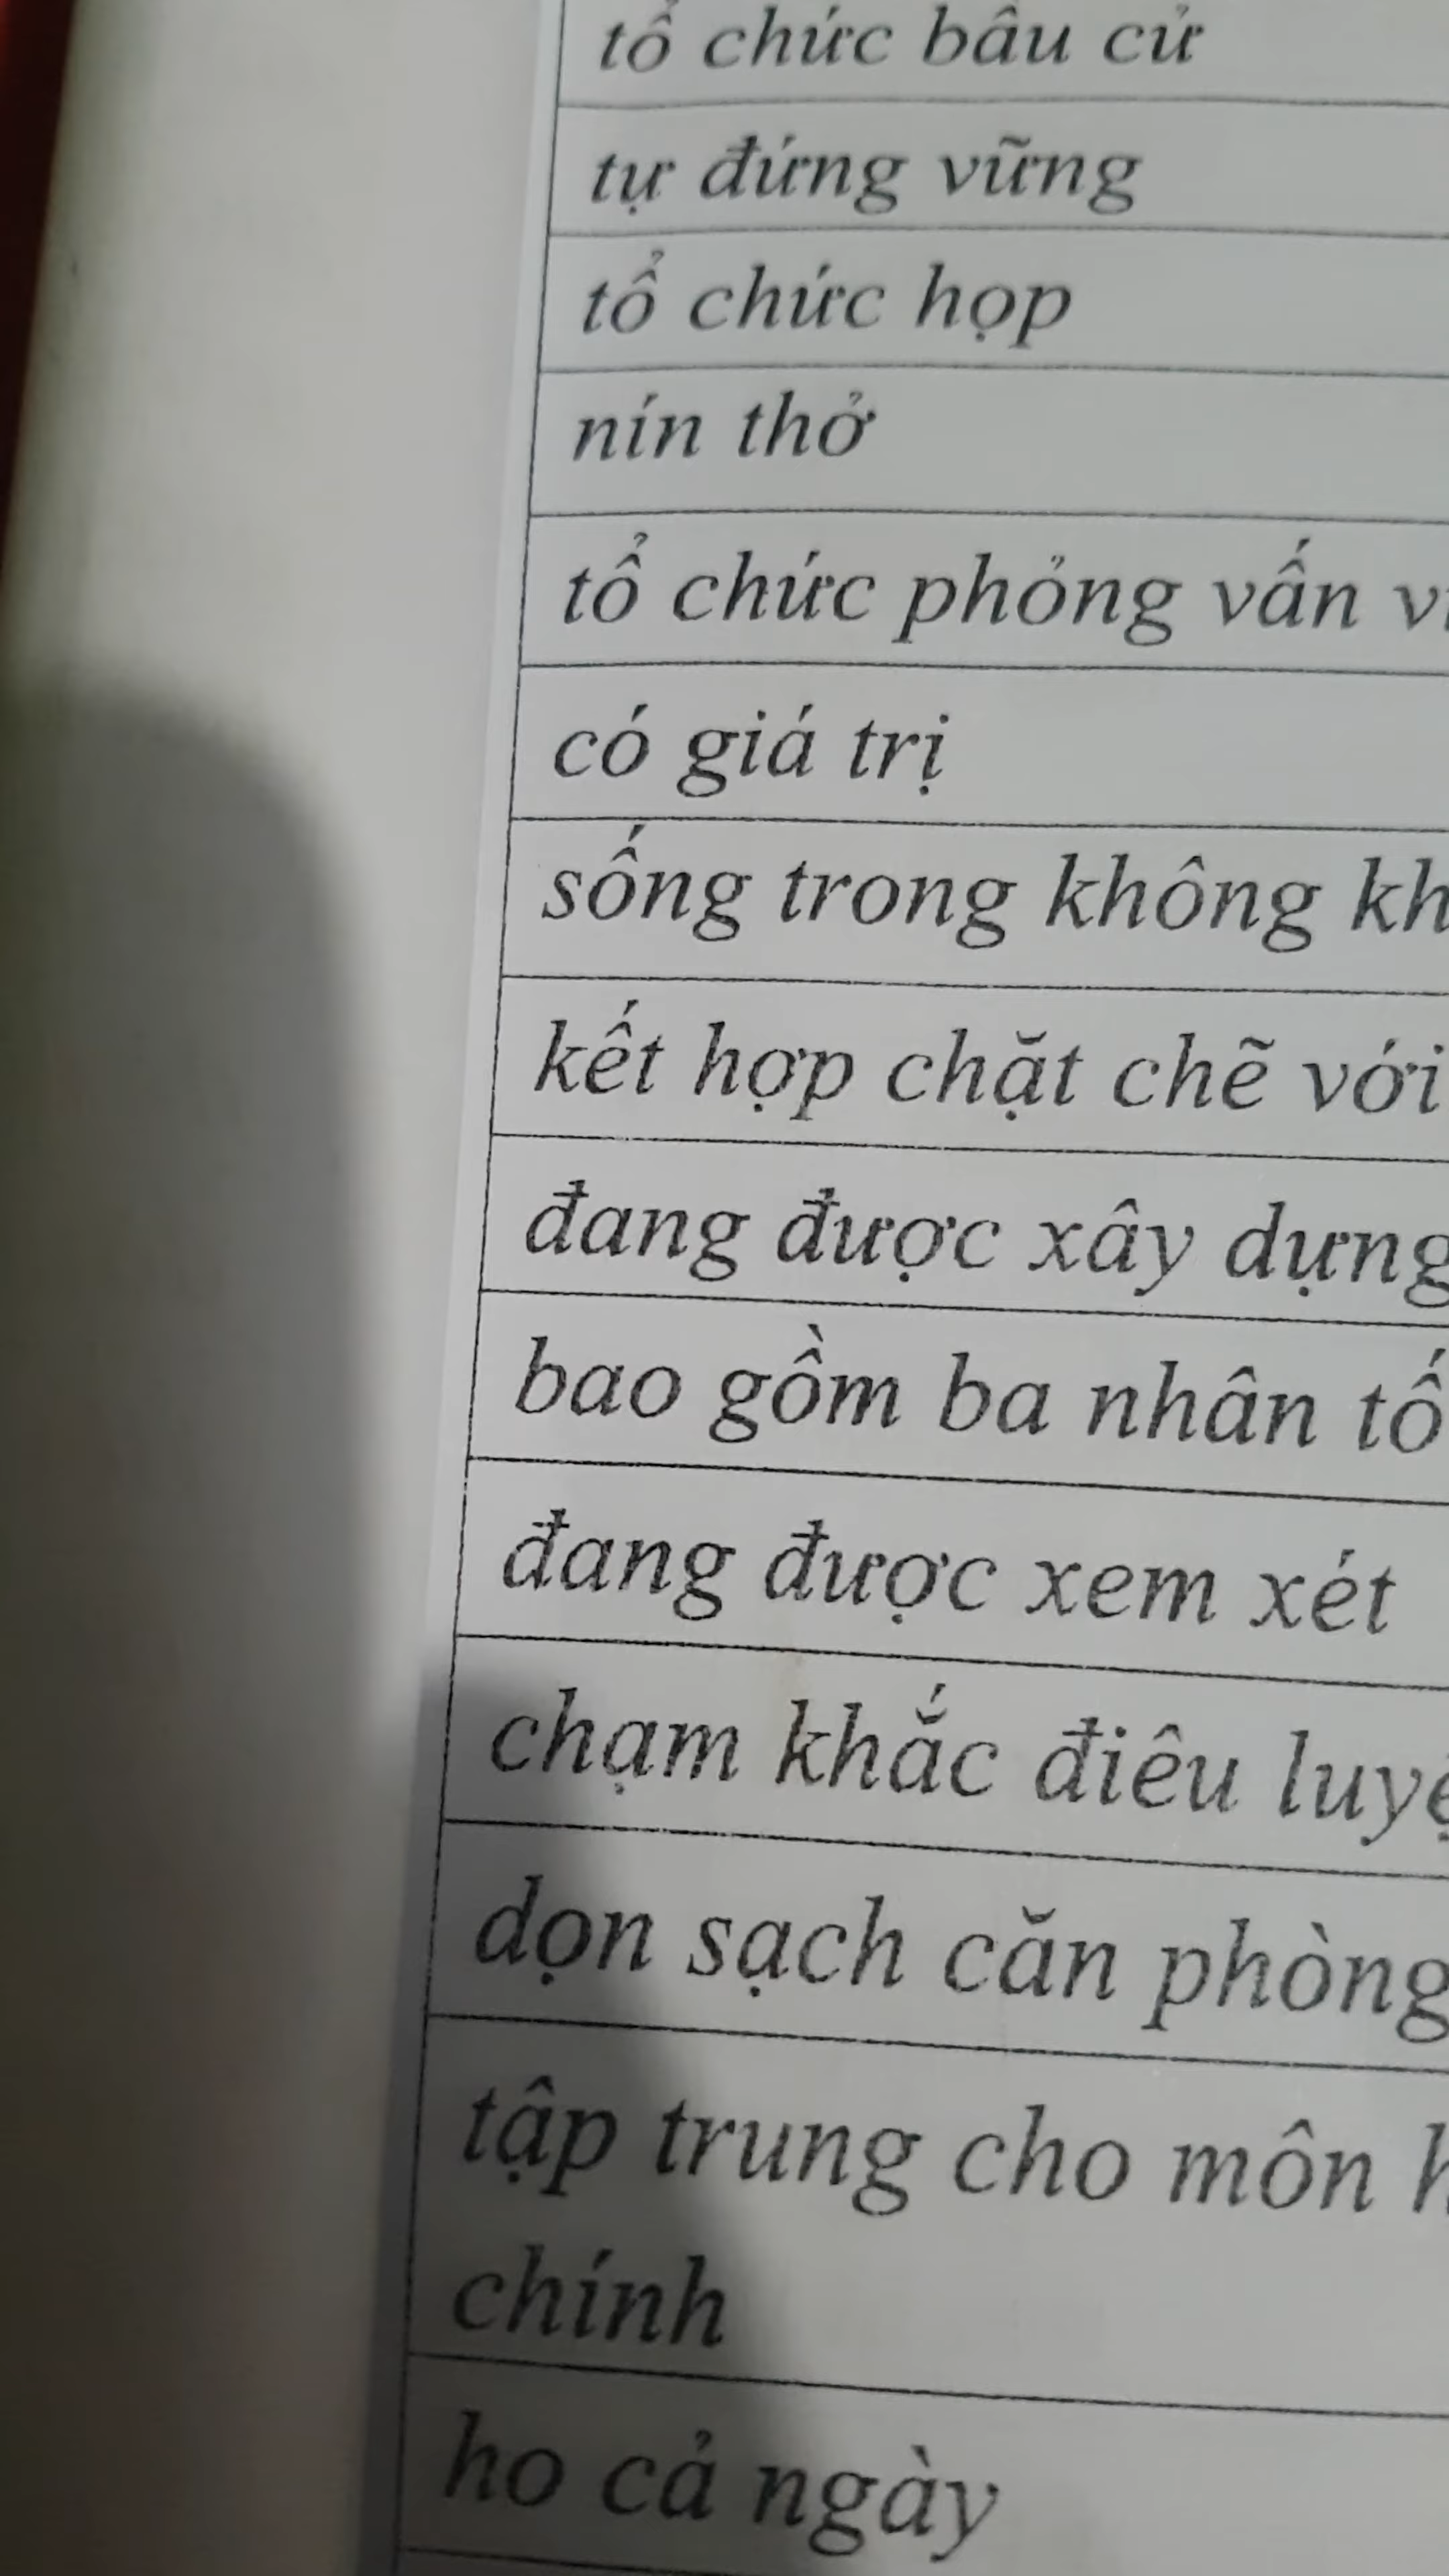 tổ chức bầu cử
tự đứng vững
tổ chức họp
nín thở
tổ chức phỏng vấn
có giá trị
sống trong không
kết hợp chặt chẽ với
đang được xây dựng
bao gồm ba nhân tố
đang được xem xét
chạm khắc điêu
dọn sạch căn phòng
tập trung cho môn
chính
ho cả ngày